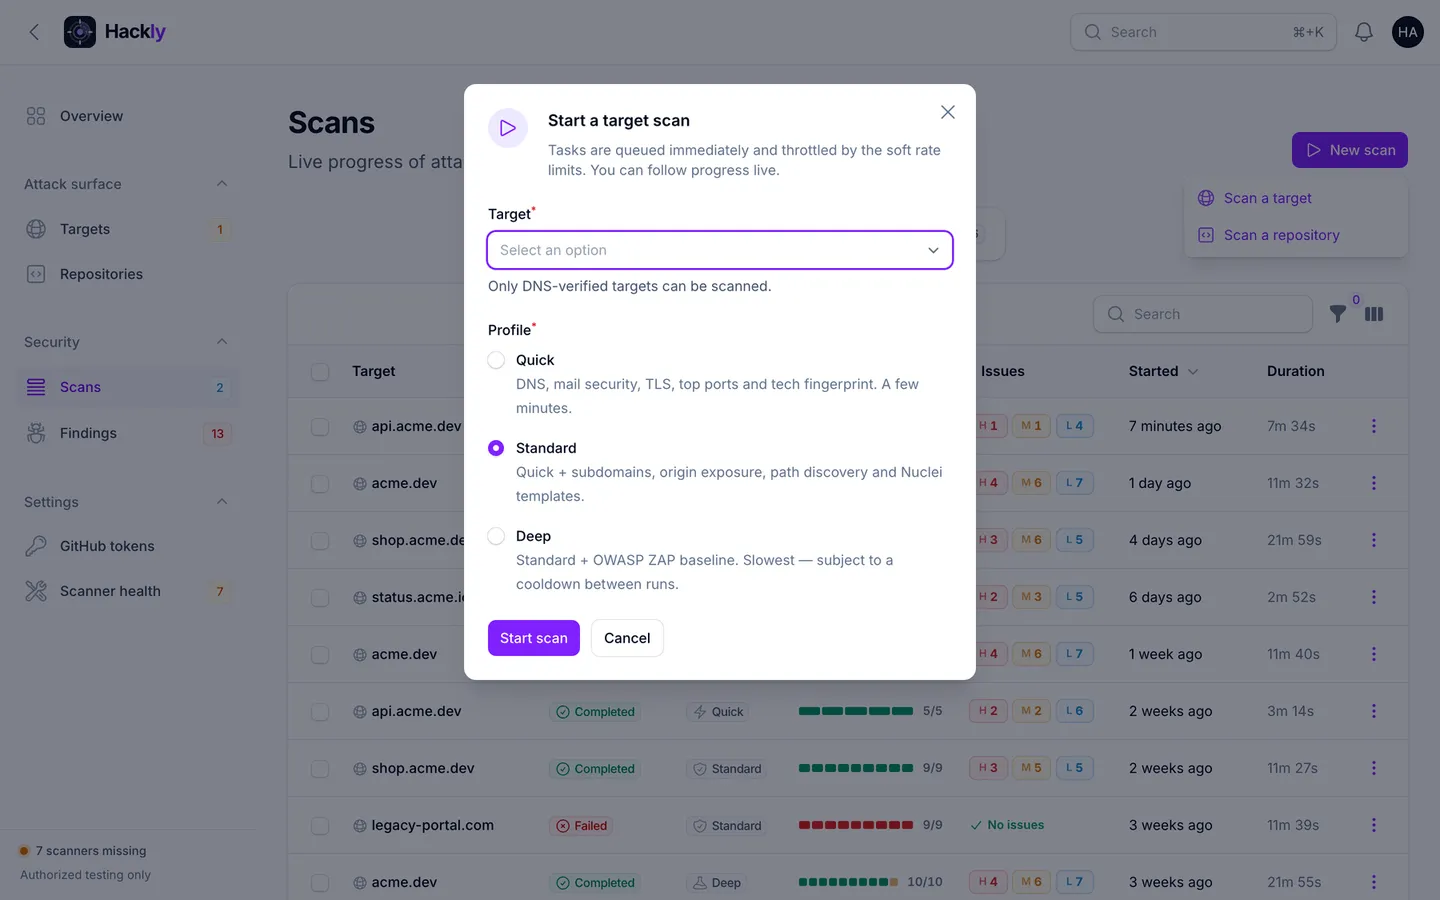 Hackly
Search
⌘+K
HA
Overview
Attack surface
Targets 1
Repositories
Security
Scans 2
Findings 13
Settings
GitHub tokens
Scanner health 7
7 scanners missing
Authorized testing only
Scans
Live progress of atta
New scan
Scan a target
Scan a repository
Start a target scan
Tasks are queued immediately and throttled by the soft rate
limits. You can follow progress live.
Target*
Select an option
Only DNS-verified targets can be scanned.
Profile*
Quick
DNS, mail security, TLS, top ports and tech fingerprint. A few
minutes.
Standard
Quick + subdomains, origin exposure, path discovery and Nuclei
templates.
Deep
Standard + OWASP ZAP baseline. Slowest — subject to a
cooldown between runs.
Start scan
Cancel
Search
0
Target Issues Started Duration
api.acme.dev H 1 M 1 L 4 7 minutes ago 7m 34s
acme.dev H 4 M 6 L 7 1 day ago 11m 32s
shop.acme.de H 3 M 6 L 5 4 days ago 21m 59s
status.acme.i H 2 M 3 L 5 6 days ago 2m 52s
acme.dev H 4 M 6 L 7 1 week ago 11m 40s
api.acme.dev Completed Quick 5/5 H 2 M 2 L 6 2 weeks ago 3m 14s
shop.acme.dev Completed Standard 9/9 H 3 M 5 L 5 2 weeks ago 11m 27s
legacy-portal.com Failed Standard 9/9 No issues 3 weeks ago 11m 39s
acme.dev Completed Deep 10/10 H 4 M 6 L 7 3 weeks ago 21m 55s